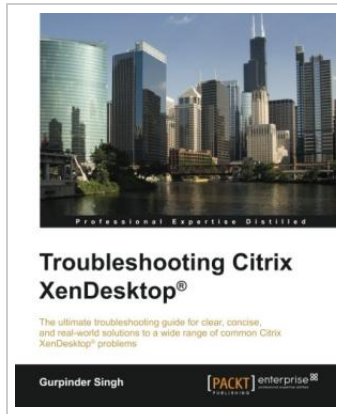 Professional Expertise Distilled
Troubleshooting Citrix
XenDesktop®
The ultimate troubleshooting guide for clear, concise,
and real-world solutions to a wide range of common Citrix
XenDesktop® problems
Gurpinder Singh
[PACKT] enterprise
PUBLISHING